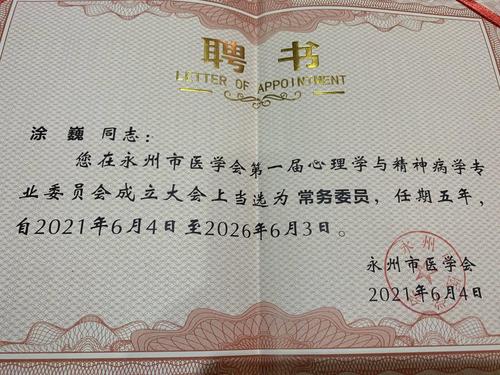 聘书
LETTER OF APPOINTMENT
涂巍 同志：
您在永州市医学会第一届心理学与精神病学专
业委员会成立大会上当选为 常务委员，任期五年，
自2021年6月4日至2026年6月3日。
永州市医学会
2021年6月4日